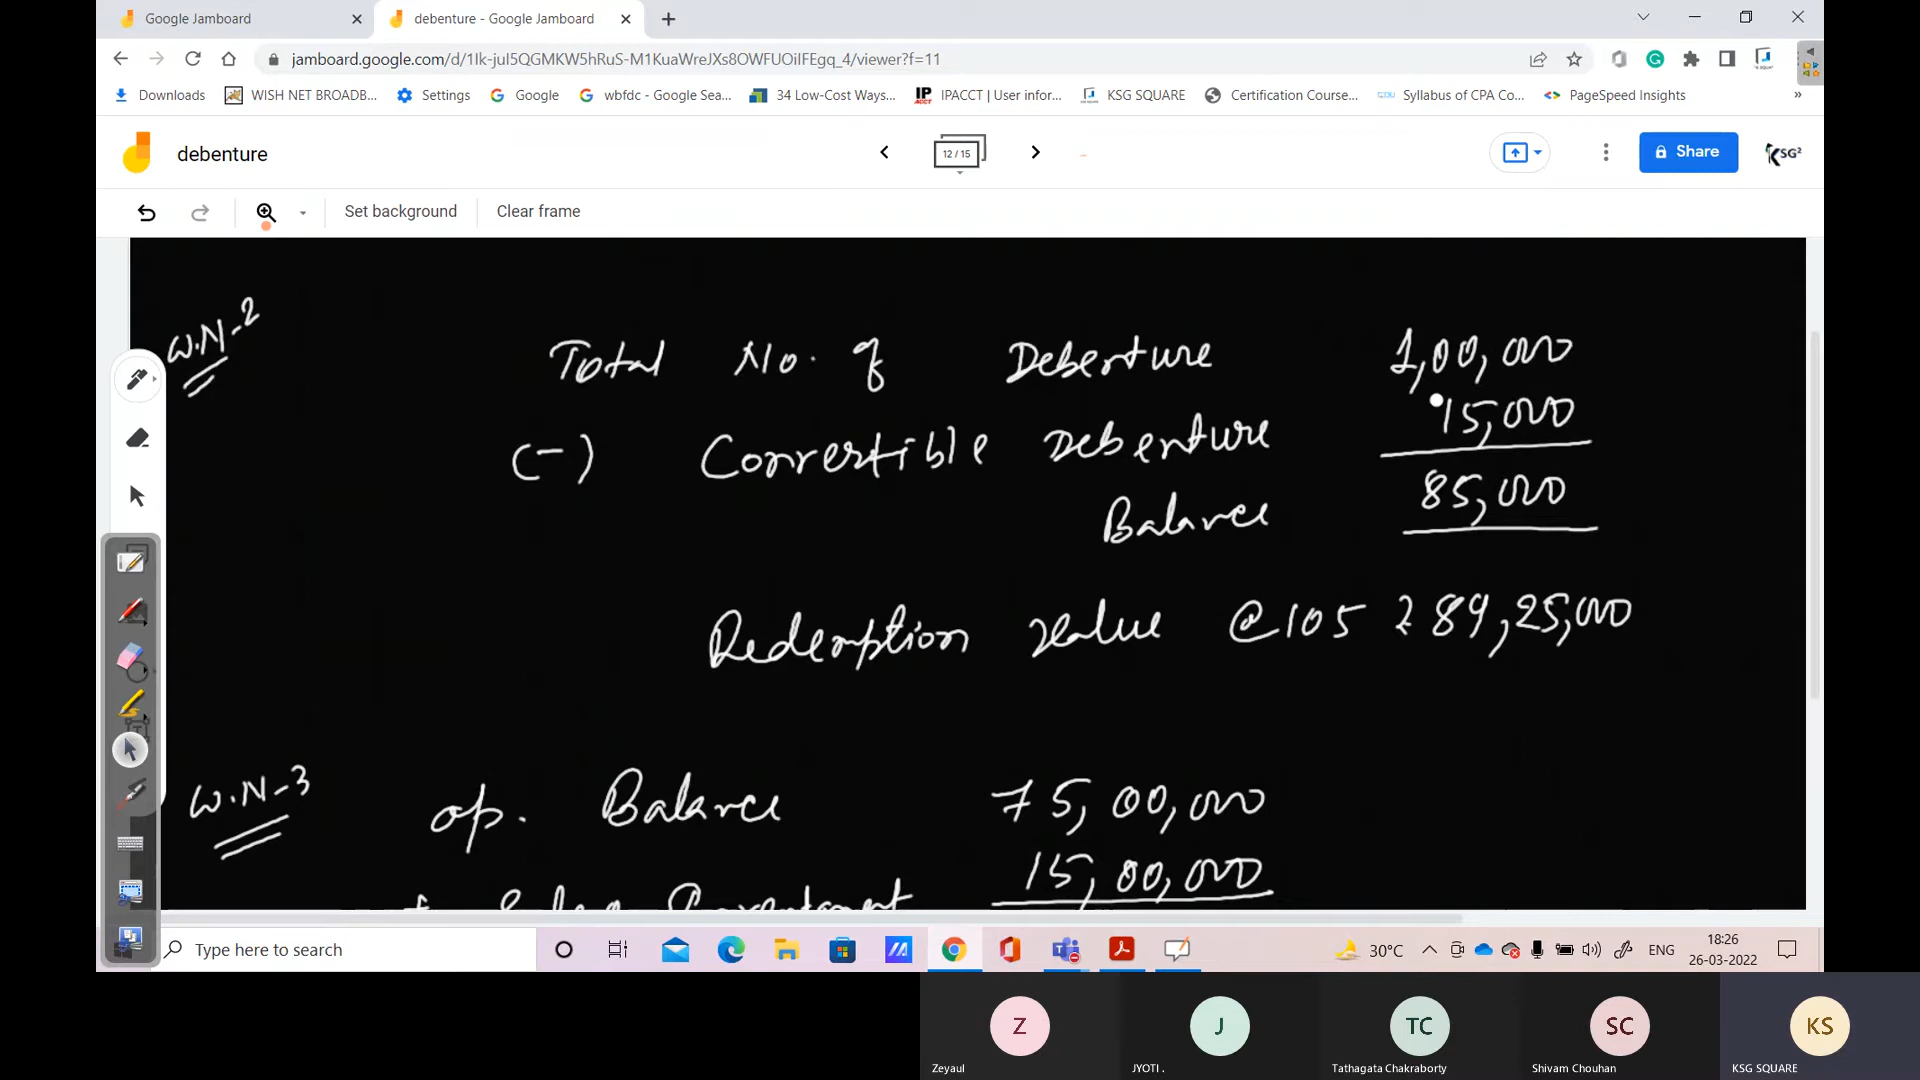 Google Jamboard
debenture - Google Jamboard
jamboard.google.com/d/1Ik-juI5QGMKW5hRuS-M1KuaWreJXs8OWFUOiIFEgq_4/viewer?f=11
Downloads WISH NET BROADB... Settings Google wbfdc - Google Sea... 34 Low-Cost Ways... IPACCT | User infor... KSG SQUARE Certification Course... Syllabus of CPA Co... PageSpeed Insights »
debenture
12 / 15
Share
KSG²
Set background
Clear frame
W.N-2
Total No. of Debenture 1,00,000
(-) Convertible Debenture 15,000
Balance 85,000
Redemption value @ 105 = 89,25,000
W.N-3
op. Balance 75,00,000
15,00,000
Type here to search
30°C
ENG
18:26
26-03-2022
Z
J
TC
SC
KS
Zeyaul
JYOTI .
Tathagata Chakraborty
Shivam Chouhan
KSG SQUARE